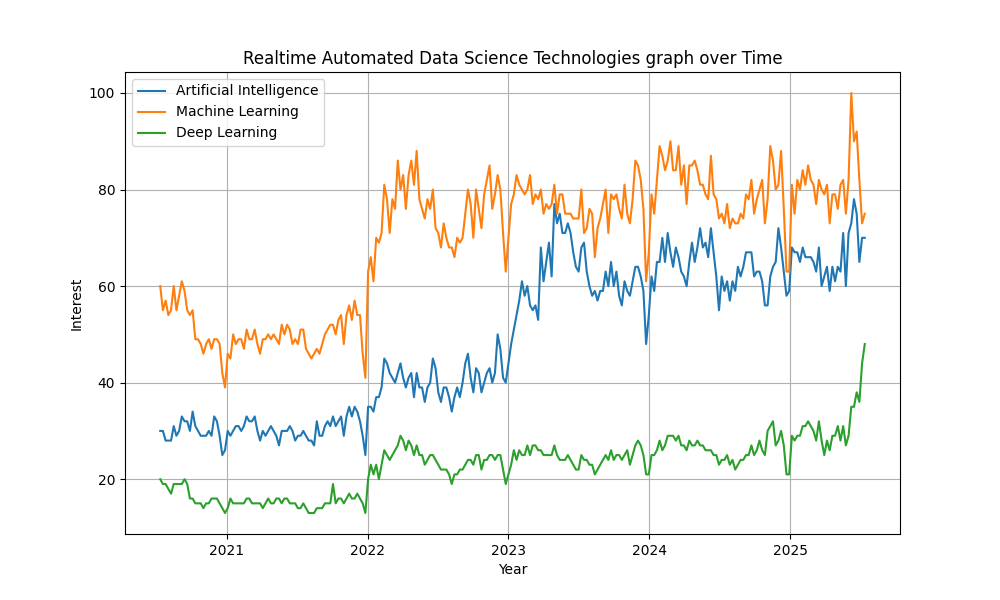 Realtime Automated Data Science Technologies graph over Time
Artificial Intelligence
Machine Learning
Deep Learning
100
80
60
40
20
Interest
2021 2022 2023 2024 2025
Year